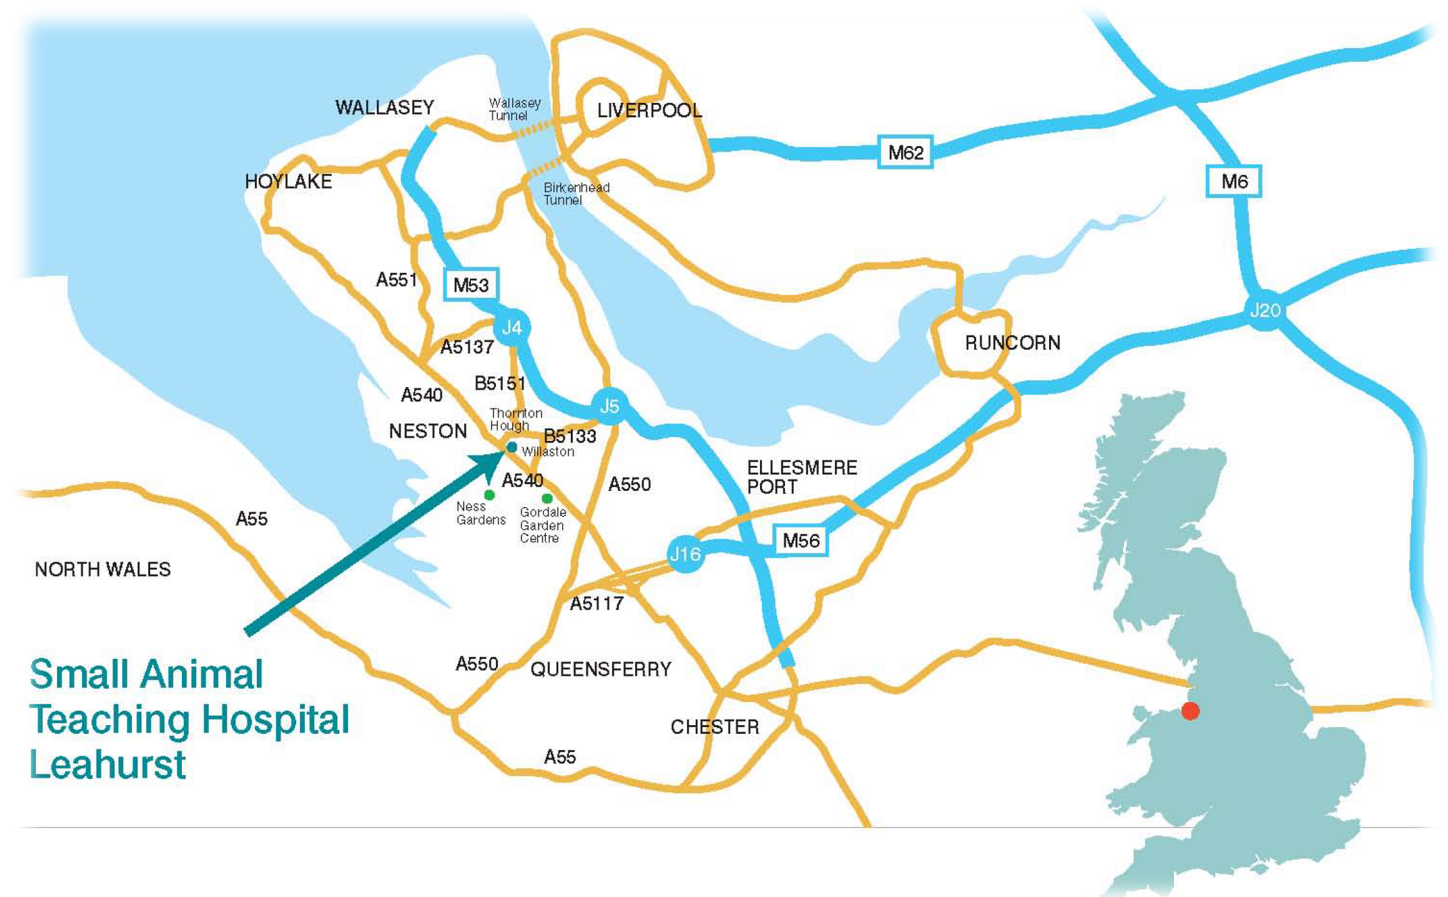 WALLASEY
Wallasey
Tunnel
LIVERPOOL
M62
HOYLAKE
Birkenhead
Tunnel
M6
A551
M53
J4
J20
A5137
RUNCORN
B5151
A540
J5
Thornton
Hough
NESTON
B5133
Willaston
ELLESMERE
PORT
A540
A550
Ness
Gardens
Gordale
Garden
Centre
A55
M56
J16
NORTH WALES
A5117
A550
QUEENSFERRY
Small Animal
Teaching Hospital
Leahurst
CHESTER
A55